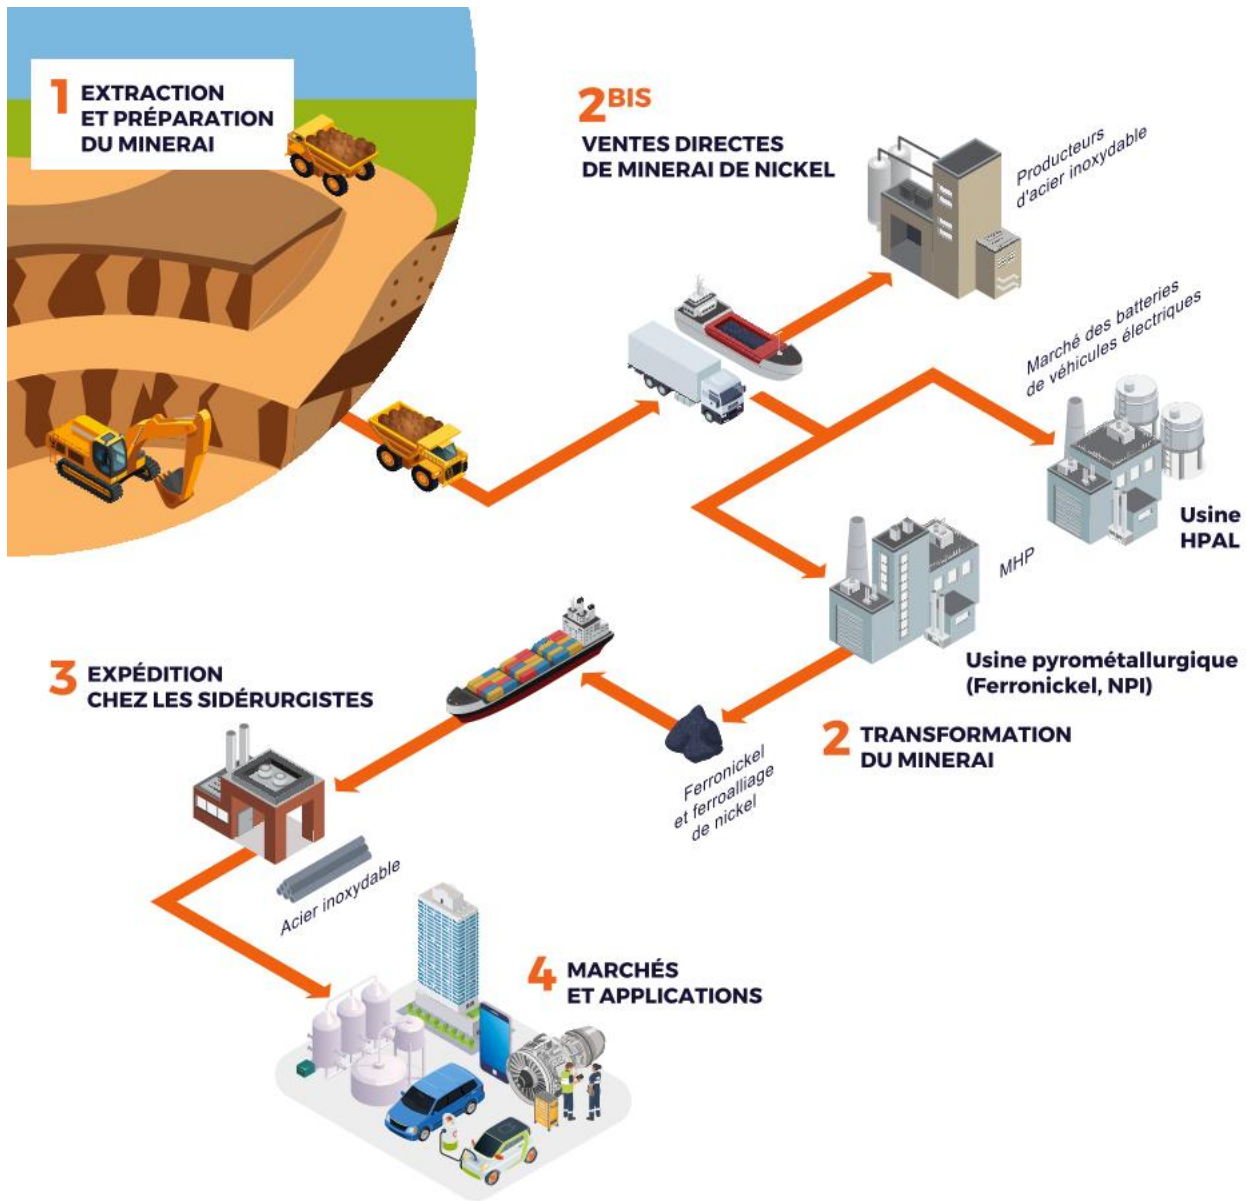 1 EXTRACTION
ET PRÉPARATION
DU MINERAI
2BIS
VENTES DIRECTES
DE MINERAI DE NICKEL
Producteurs
d'acier inoxydable
Marché des batteries
de véhicules électriques
Usine
HPAL
MHP
Usine pyrométallurgique
(Ferronickel, NPI)
2 TRANSFORMATION
DU MINERAI
Ferronickel
et ferroalliage
de nickel
3 EXPÉDITION
CHEZ LES SIDÉRURGISTES
Acier inoxydable
4 MARCHÉS
ET APPLICATIONS